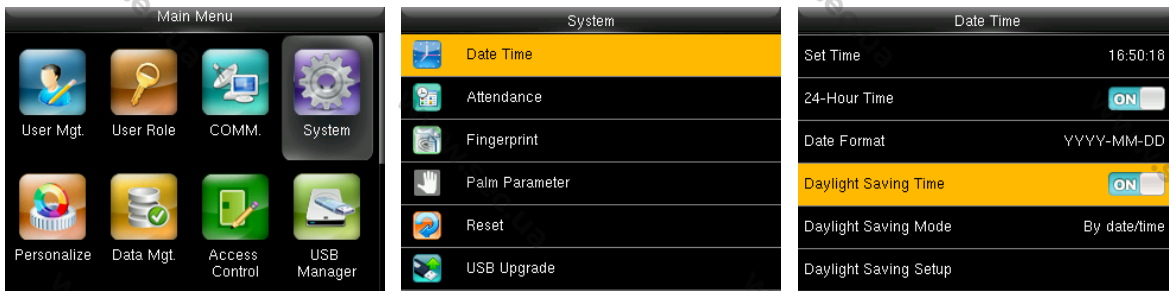 Main Menu
User Mgt.
User Role
COMM.
System
Personalize
Data Mgt.
Access
Control
USB
Manager
System
Date Time
Attendance
Fingerprint
Palm Parameter
Reset
USB Upgrade
Date Time
Set Time 16:50:18
24-Hour Time ON
Date Format YYYY-MM-DD
Daylight Saving Time ON
Daylight Saving Mode By date/time
Daylight Saving Setup